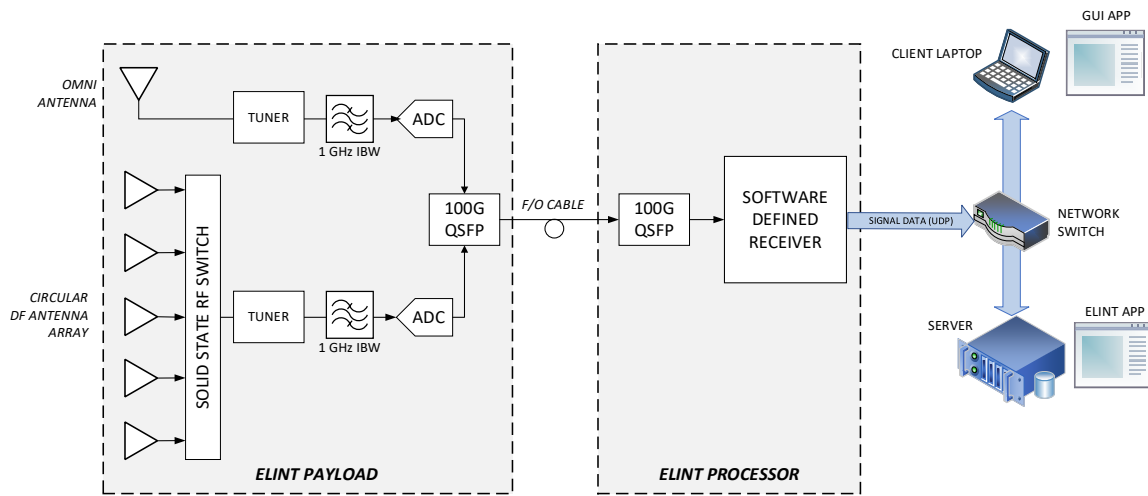 OMNI
ANTENNA
TUNER
1 GHz IBW
ADC
CIRCULAR
DF ANTENNA
ARRAY
SOLID STATE RF SWITCH
TUNER
1 GHz IBW
ADC
100G
QSFP
ELINT PAYLOAD
F/O CABLE
100G
QSFP
SOFTWARE
DEFINED
RECEIVER
ELINT PROCESSOR
SIGNAL DATA (UDP)
GUI APP
CLIENT LAPTOP
NETWORK
SWITCH
SERVER
ELINT APP